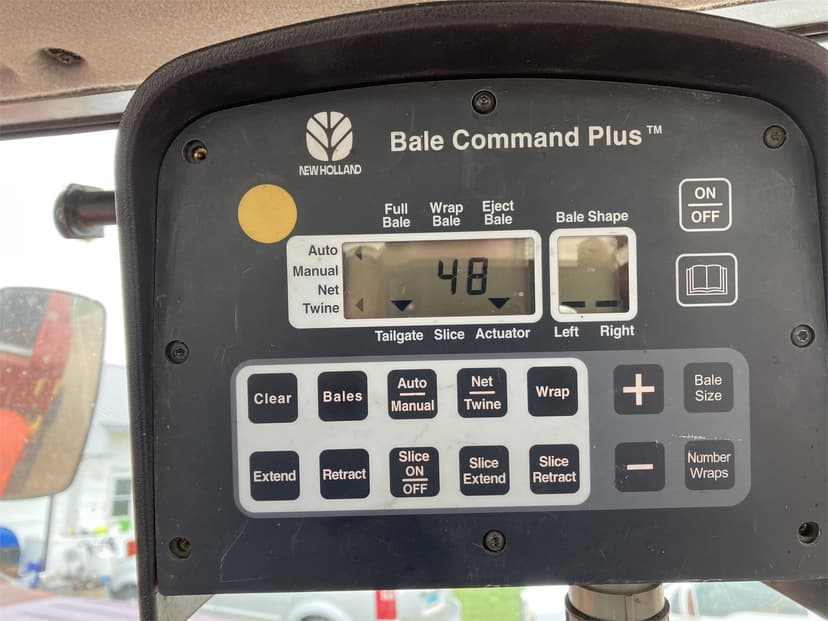 NEW HOLLAND
Bale Command Plus™
ON
OFF
Full
Bale
Wrap
Bale
Eject
Bale
Bale Shape
Auto
Manual
Net
Twine
48
Tailgate Slice Actuator
Left Right
Clear
Bales
Auto
Manual
Net
Twine
Wrap
+
Bale
Size
Extend
Retract
Slice
ON
OFF
Slice
Extend
Slice
Retract
−
Number
Wraps